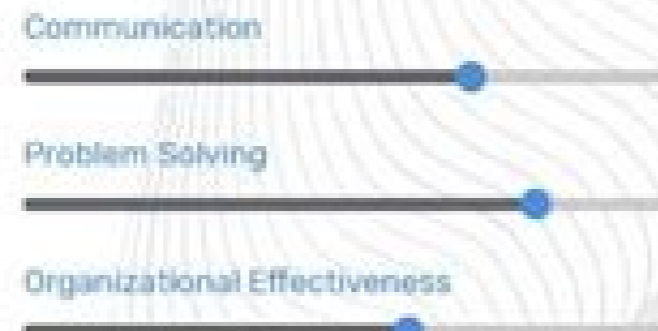 Communication
Problem Solving
Organizational Effectiveness